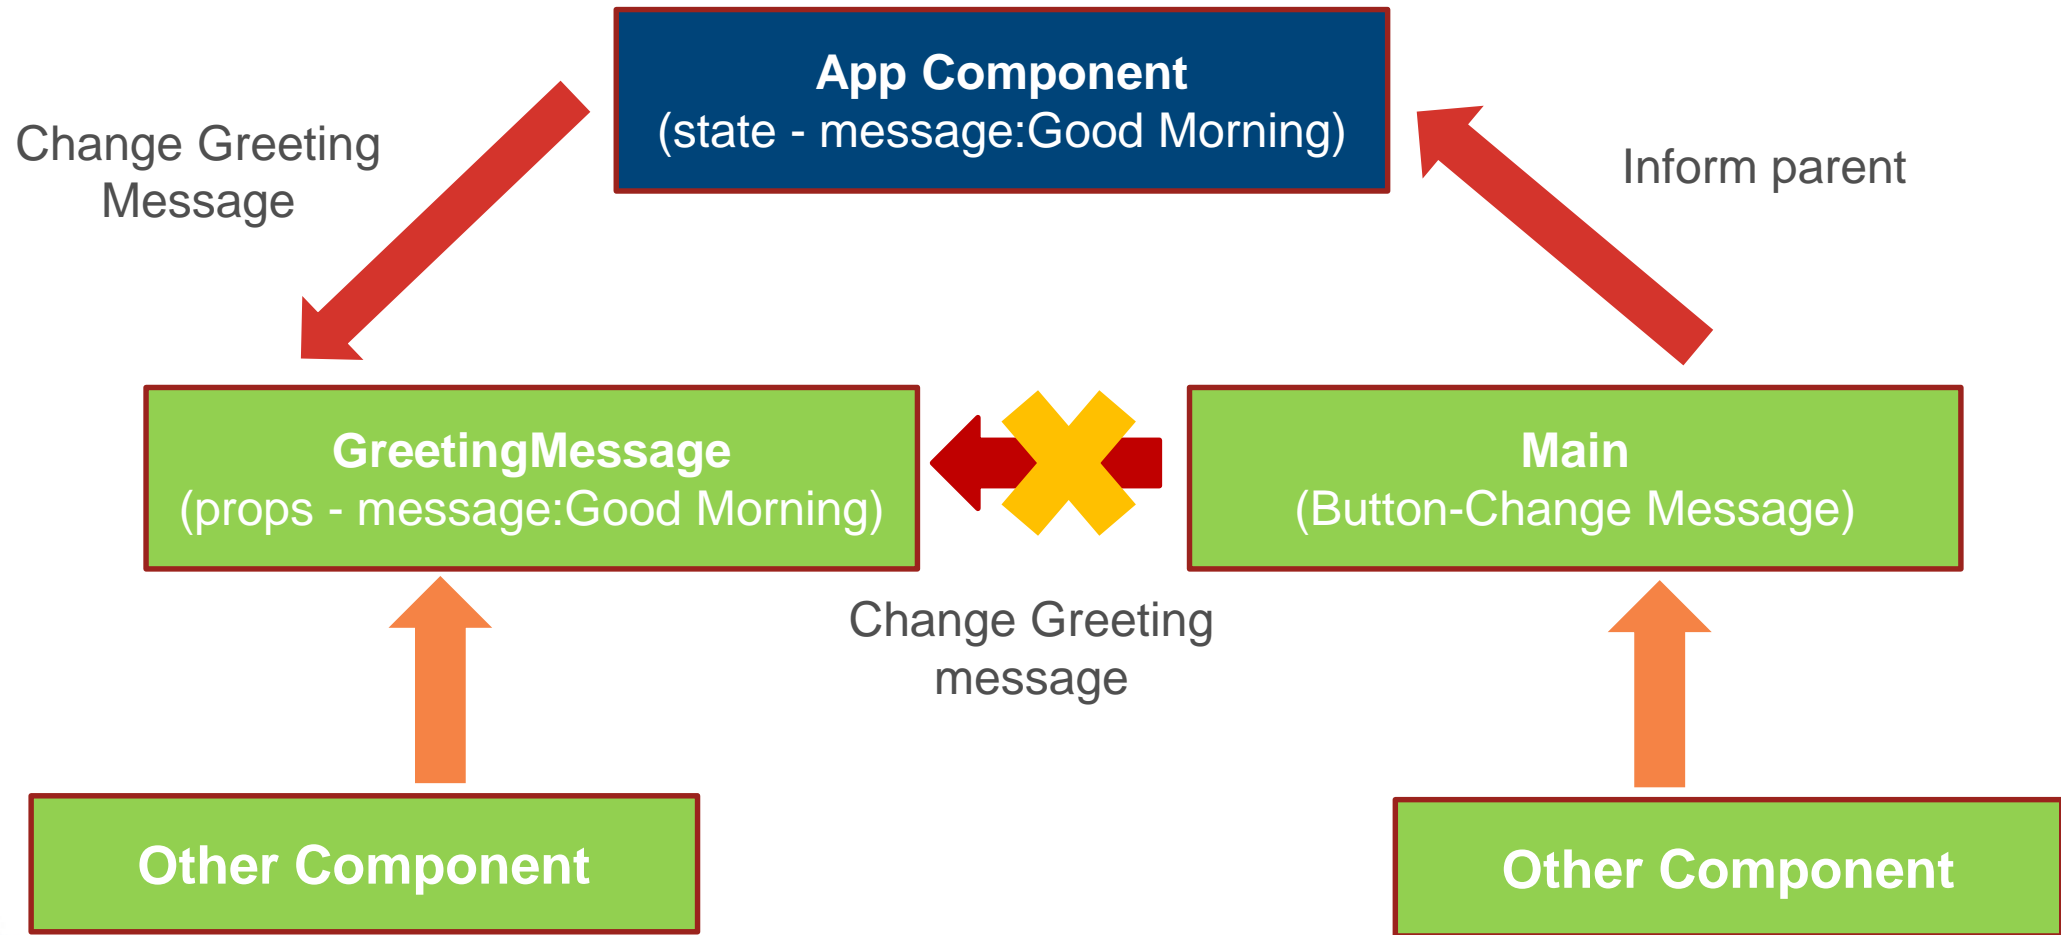 App Component
(state - message:Good Morning)
Change Greeting
Message
Inform parent
GreetingMessage
(props - message:Good Morning)
Main
(Button-Change Message)
Change Greeting
message
Other Component
Other Component